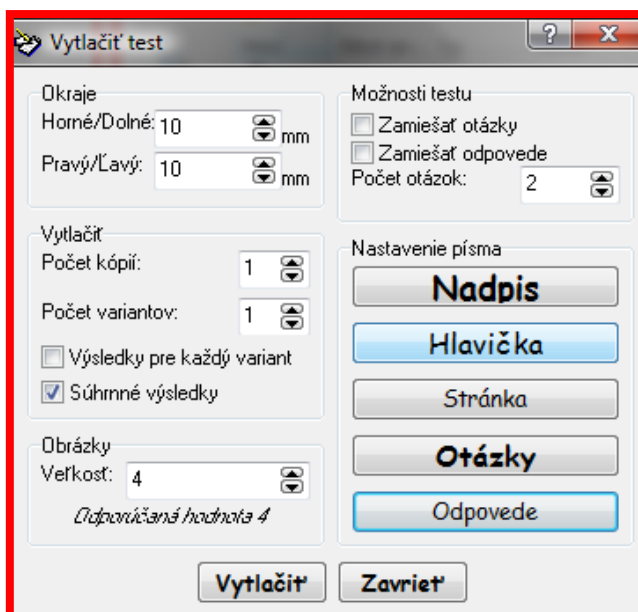 Vytlačiť test
?
X
Okraje
Horné/Dolné: 10 mm
Pravý/Ľavý: 10 mm
Vytlačiť
Počet kópií: 1
Počet variantov: 1
Výsledky pre každý variant
Súhrnné výsledky
Obrázky
Veľkosť: 4
Odporúčaná hodnota 4
Možnosti testu
Zamiešať otázky
Zamiešať odpovede
Počet otázok: 2
Nastavenie písma
Nadpis
Hlavička
Stránka
Otázky
Odpovede
Vytlačiť
Zavrieť